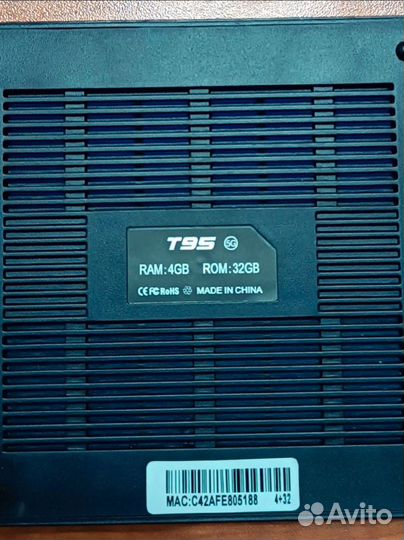 T95 5G
RAM:4GB ROM:32GB
CE FC RoHS MADE IN CHINA
MAC:C42AFE805188 4+32
Avito